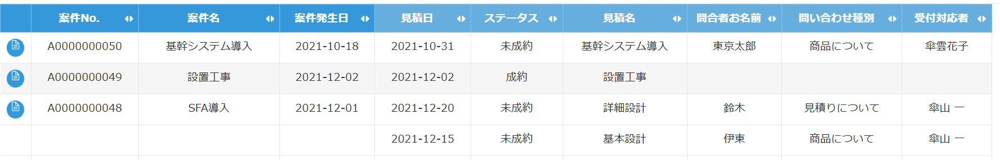 案件No. 案件名 案件発生日 見積日 ステータス 見積名 問合者お名前 問い合わせ種別 受付対応者
A0000000050 基幹システム導入 2021-10-18 2021-10-31 未成約 基幹システム導入 東京太郎 商品について 傘雲花子
A0000000049 設置工事 2021-12-02 2021-12-02 成約 設置工事
A0000000048 SFA導入 2021-12-01 2021-12-20 未成約 詳細設計 鈴木 見積りについて 傘山 一
2021-12-15 未成約 基本設計 伊東 商品について 傘山 一